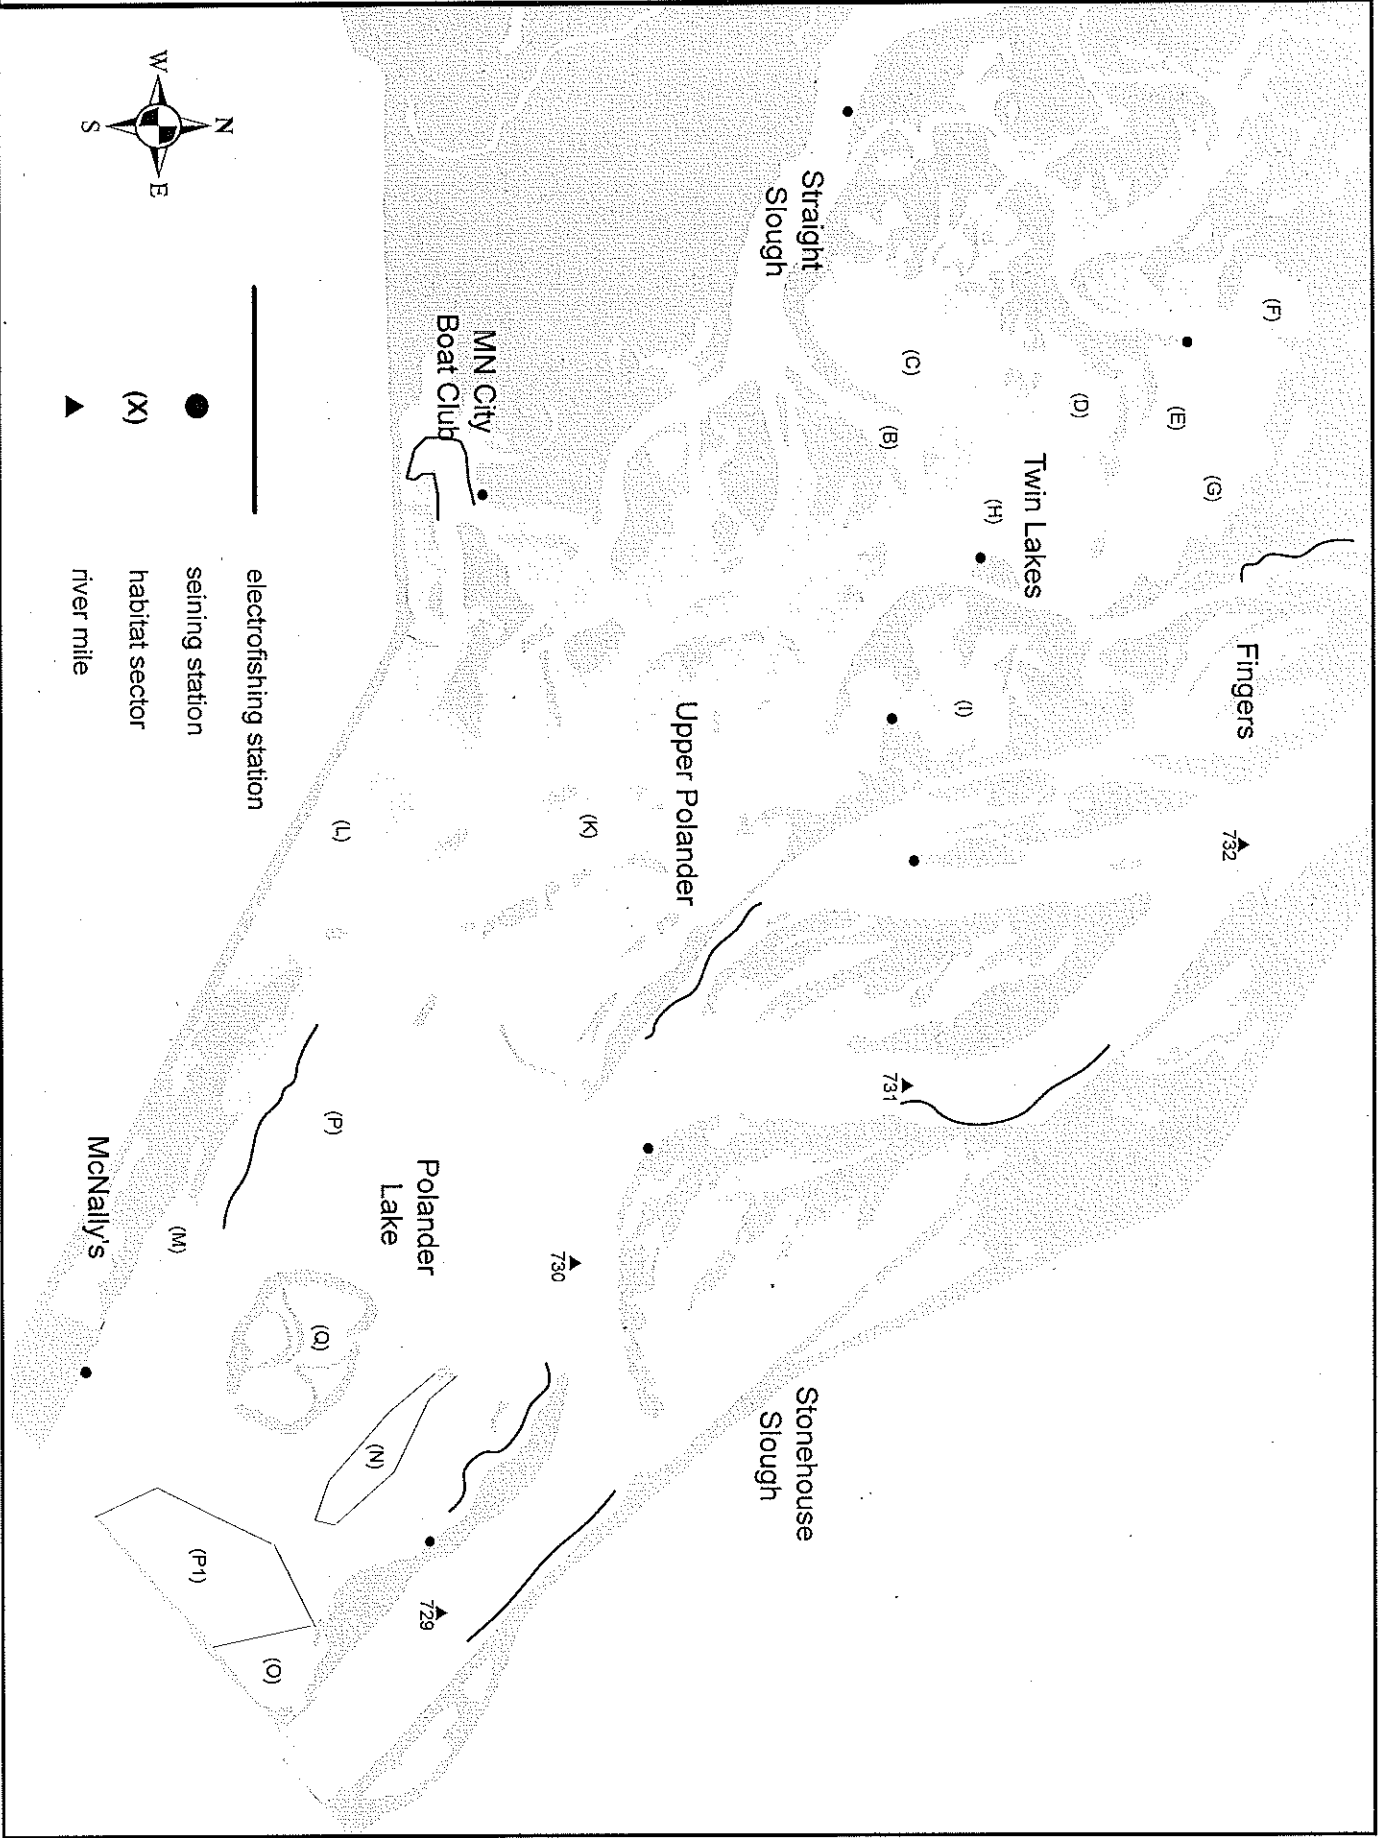 (F)
(E)
(G)
(D)
(C)
(B)
Twin Lakes
(H)
Fingers
732
(I)
Straight
Slough
Upper Polander
731
(K)
MN City
Boat Club
Stonehouse
Slough
730
Polander
Lake
(L)
(P)
(Q)
(N)
729
(M)
McNally's
(P1)
(O)
N
W
E
S
electrofishing station
seining station
(X)
habitat sector
river mile